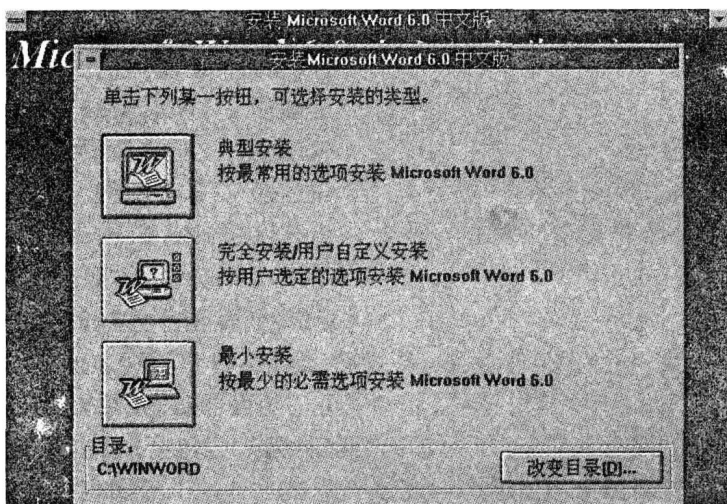 安装 Microsoft Word 6.0 中文版
Mic
安装Microsoft Word 6.0 中文版
单击下列某一按钮，可选择安装的类型。
典型安装
按最常用的选项安装 Microsoft Word 6.0
完全安装/用户自定义安装
按用户选定的选项安装 Microsoft Word 6.0
最小安装
按最少的必需选项安装 Microsoft Word 6.0
目录：
C:\WINWORD
改变目录(D)...